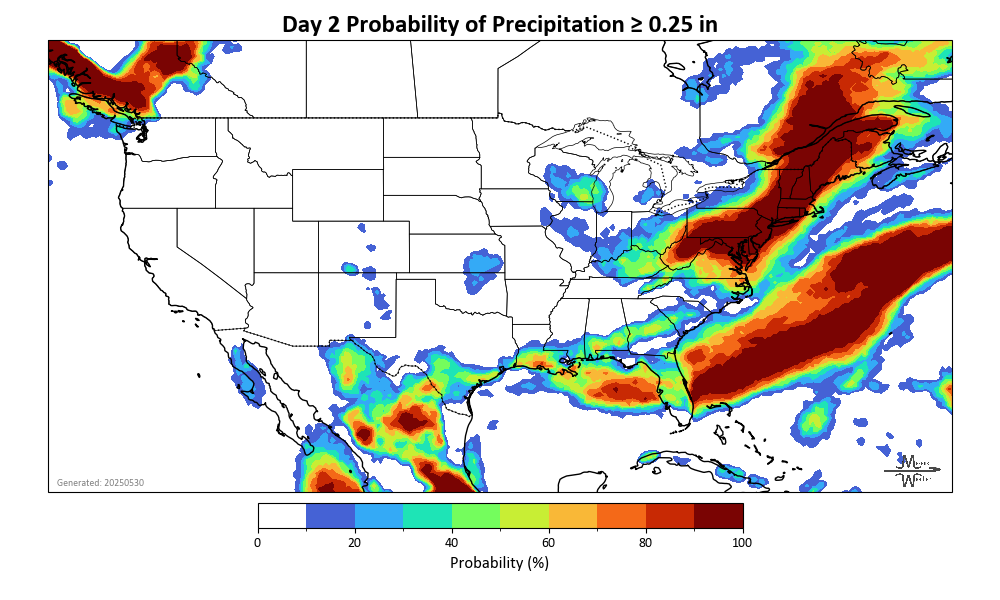 Day 2 Probability of Precipitation ≥ 0.25 in
Generated: 20250530
0 20 40 60 80 100
Probability (%)